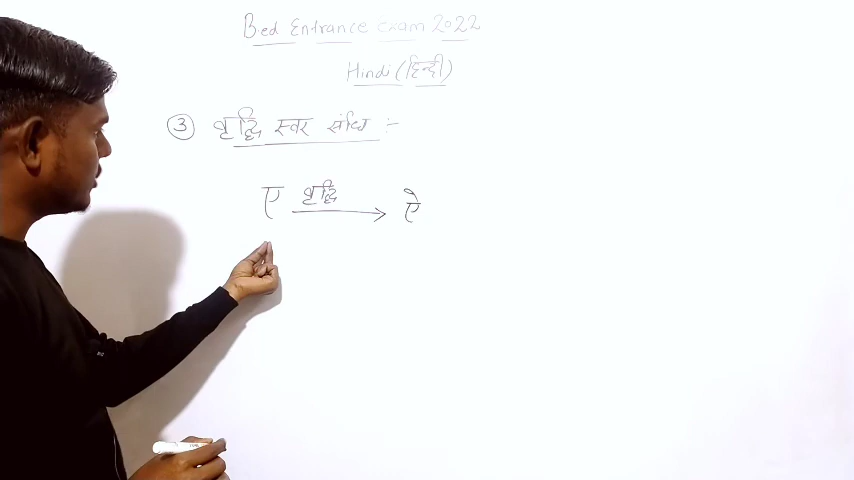 Bed Entrance exam 2022
Hindi (हिन्दी)
③ वृद्धि स्वर संधि :-
ए वृद्धि → ऐ